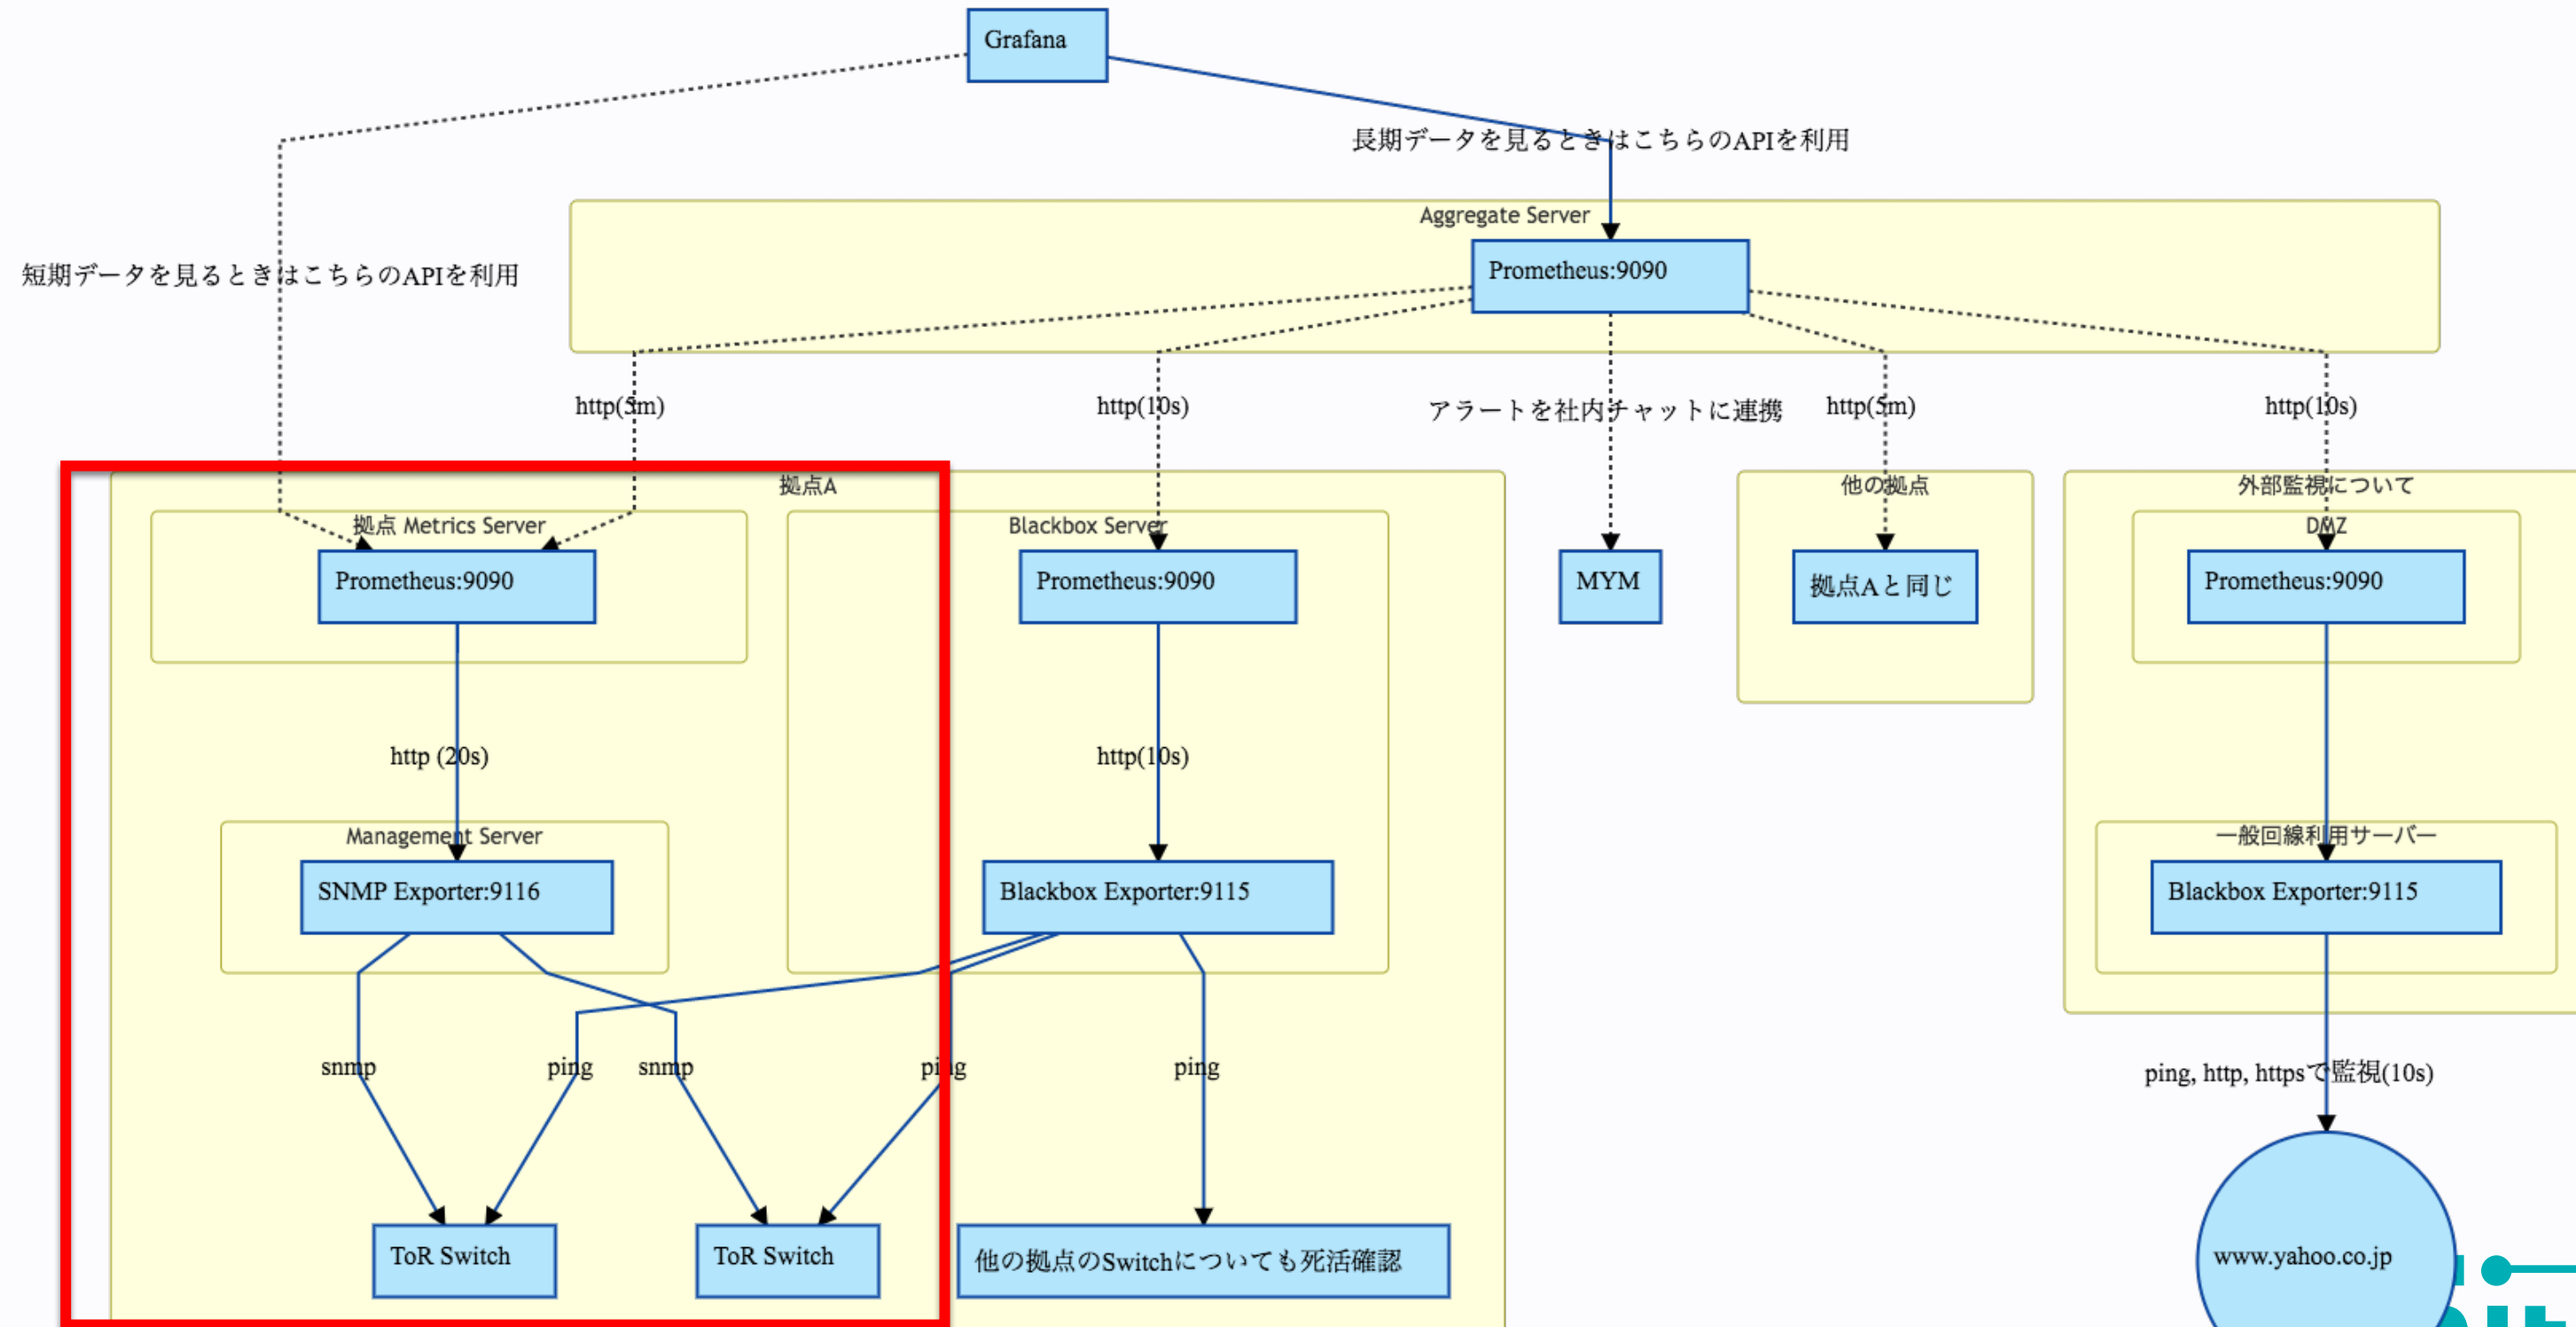 Grafana
長期データを見るときはこちらのAPIを利用
Aggregate Server
Prometheus:9090
短期データを見るときはこちらのAPIを利用
http(5m)
http(10s)
アラートを社内チャットに連携
http(5m)
http(10s)
拠点A
拠点 Metrics Server
Prometheus:9090
Blackbox Server
Prometheus:9090
MYM
他の拠点
拠点Aと同じ
外部監視について
DMZ
Prometheus:9090
http (20s)
http(10s)
Management Server
SNMP Exporter:9116
Blackbox Exporter:9115
一般回線利用サーバー
Blackbox Exporter:9115
snmp
ping
snmp
ping
ping
ping, http, httpsで監視(10s)
ToR Switch
ToR Switch
他の拠点のSwitchについても死活確認
www.yahoo.co.jp